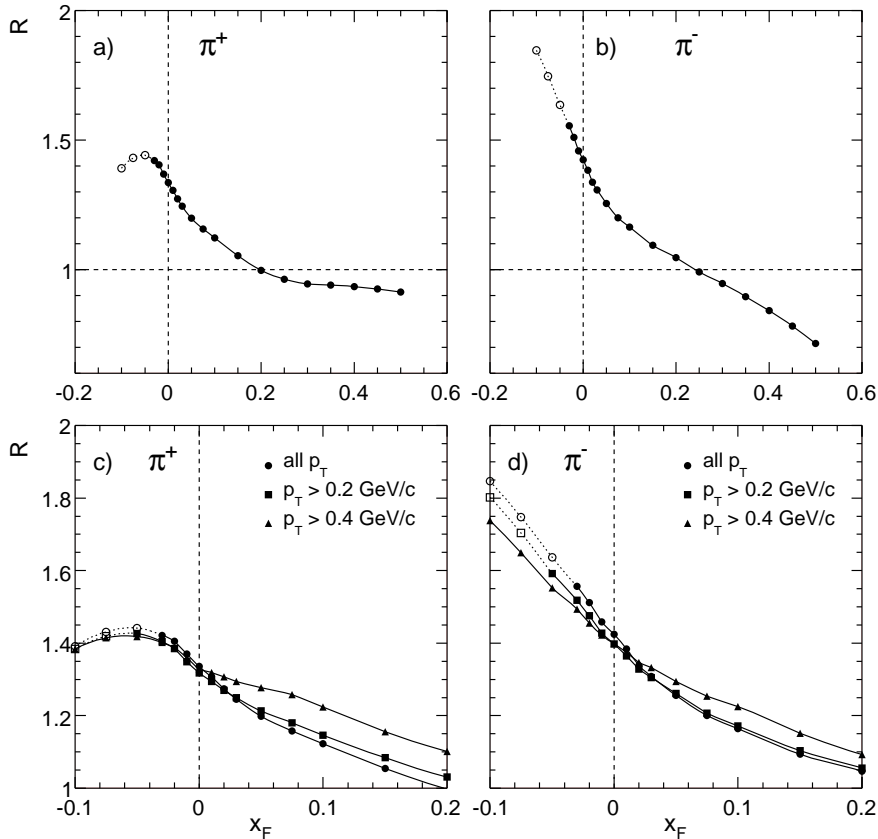 R
2
1.5
1
a) π+
-0.2 0 0.2 0.4 0.6
b) π-
-0.2 0 0.2 0.4 0.6
R
2
1.8
1.6
1.4
1.2
1
c) π+
all pT
pT > 0.2 GeV/c
pT > 0.4 GeV/c
-0.1 0 0.1 0.2
xF
d) π-
all pT
pT > 0.2 GeV/c
pT > 0.4 GeV/c
-0.1 0 0.1 0.2
xF